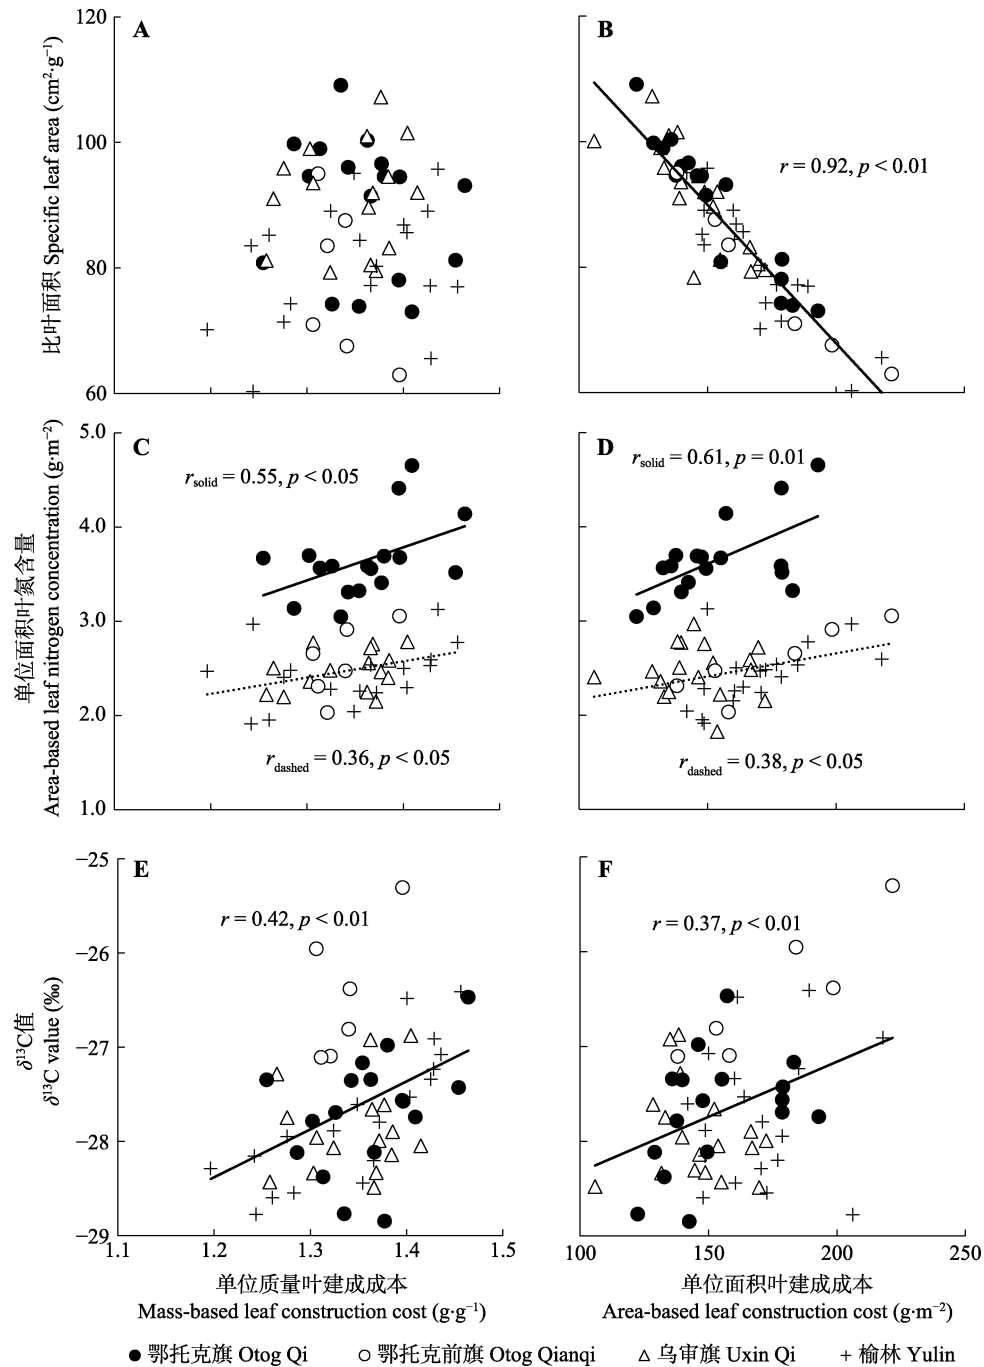 120
100
80
60
A
比叶面积 Specific leaf area (cm²·g⁻¹)
B
r = 0.92, p < 0.01
5.0
4.0
3.0
2.0
1.0
C
r_solid = 0.55, p < 0.05
r_dashed = 0.36, p < 0.05
单位面积叶氮含量
Area-based leaf nitrogen concentration (g·m⁻²)
D
r_solid = 0.61, p = 0.01
r_dashed = 0.38, p < 0.05
−25
−26
−27
−28
−29
E
r = 0.42, p < 0.01
δ¹³C值
δ¹³C value (‰)
F
r = 0.37, p < 0.01
1.1 1.2 1.3 1.4 1.5
100 150 200 250
单位质量叶建成成本
Mass-based leaf construction cost (g·g⁻¹)
单位面积叶建成成本
Area-based leaf construction cost (g·m⁻²)
鄂托克旗 Otog Qi 鄂托克前旗 Otog Qianqi 乌审旗 Uxin Qi 榆林 Yulin